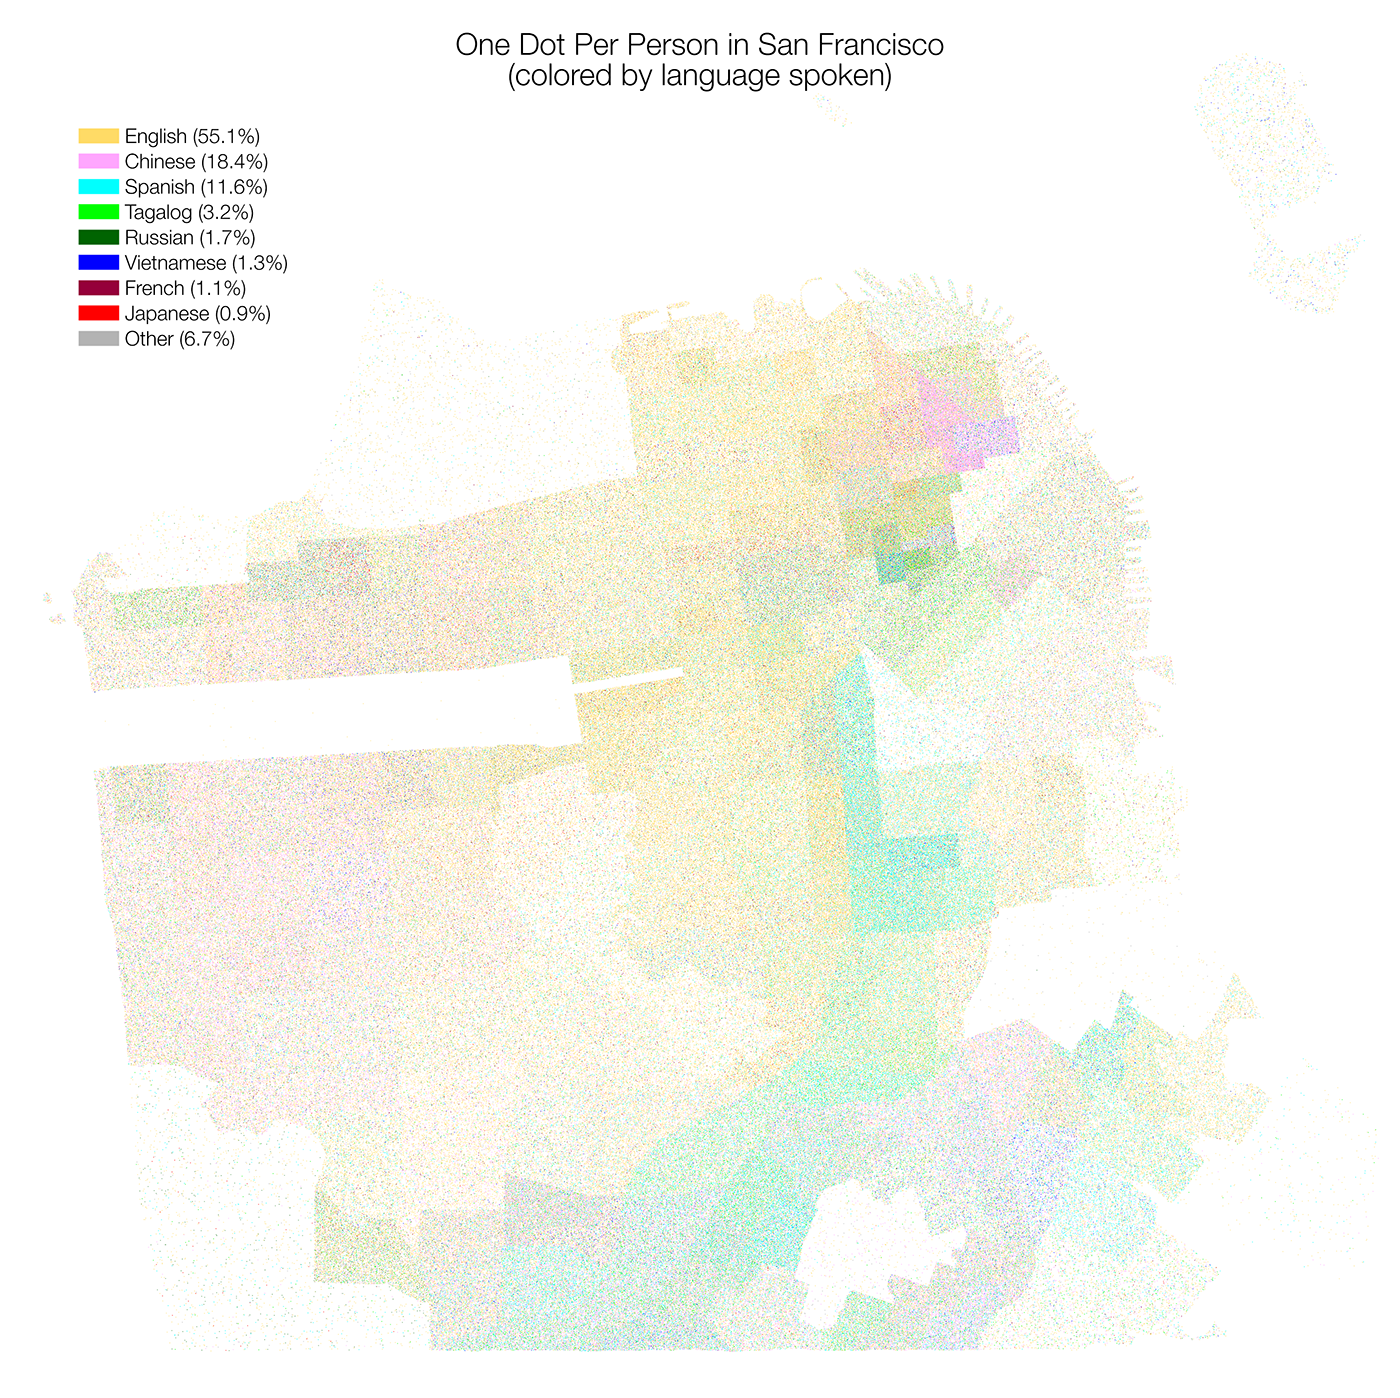 One Dot Per Person in San Francisco
(colored by language spoken)
English (55.1%)
Chinese (18.4%)
Spanish (11.6%)
Tagalog (3.2%)
Russian (1.7%)
Vietnamese (1.3%)
French (1.1%)
Japanese (0.9%)
Other (6.7%)